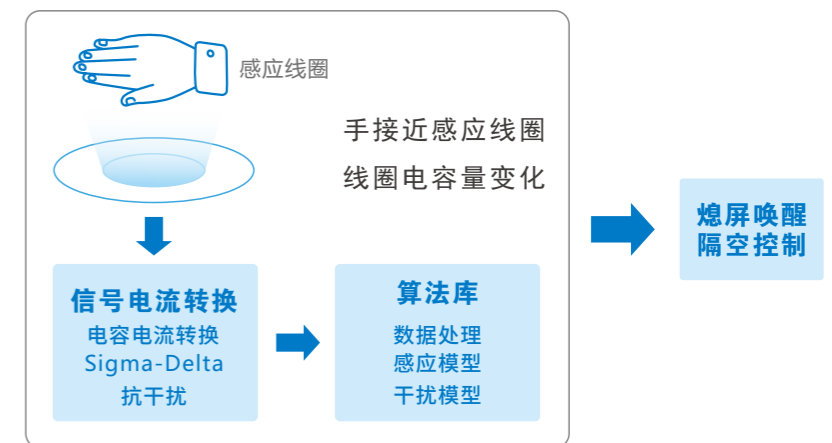 感应线圈
手接近感应线圈
线圈电容量变化
熄屏唤醒
隔空控制
信号电流转换
电容电流转换
Sigma-Delta
抗干扰
算法库
数据处理
感应模型
干扰模型